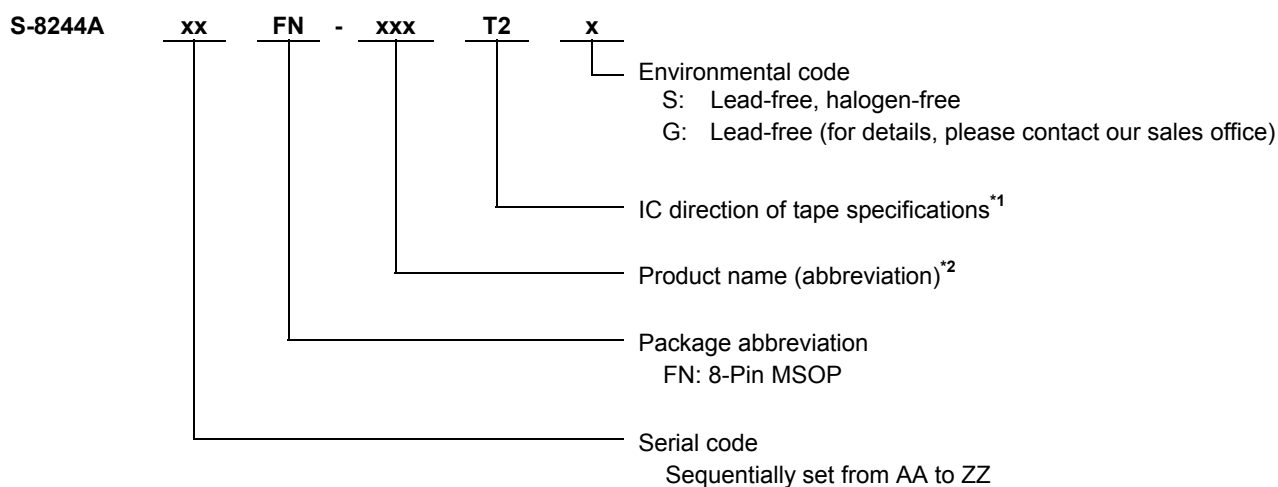 S-8244A xx FN - xxx T2 x
Environmental code
S: Lead-free, halogen-free
G: Lead-free (for details, please contact our sales office)
IC direction of tape specifications*1
Product name (abbreviation)*2
Package abbreviation
FN: 8-Pin MSOP
Serial code
Sequentially set from AA to ZZ